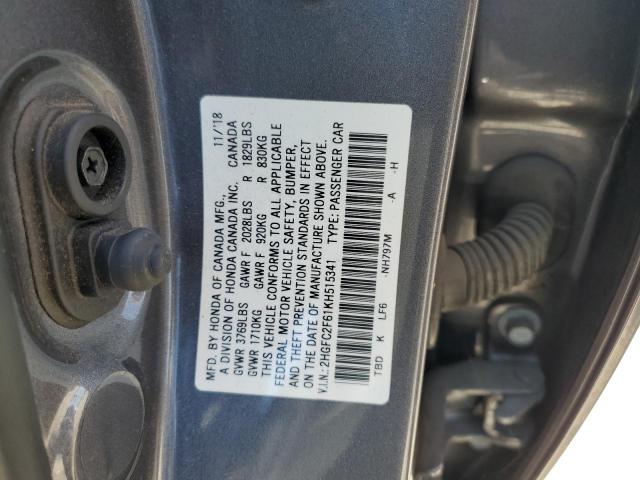 MFD. BY HONDA OF CANADA MFG., 11/'18
A DIVISION OF HONDA CANADA INC, CANADA
GVWR 3769LBS GAWR F 2028LBS R 1829LBS
GVWR 1710KG GAWR F 920KG R 830KG
THIS VEHICLE CONFORMS TO ALL APPLICABLE
FEDERAL MOTOR VEHICLE SAFETY, BUMPER,
AND THEFT PREVENTION STANDARDS IN EFFECT
ON THE DATE OF MANUFACTURE SHOWN ABOVE.
V.I.N.: 2HGFC2F61KH515341 TYPE: PASSENGER CAR
TBD K LF6 -NH797M -A -H